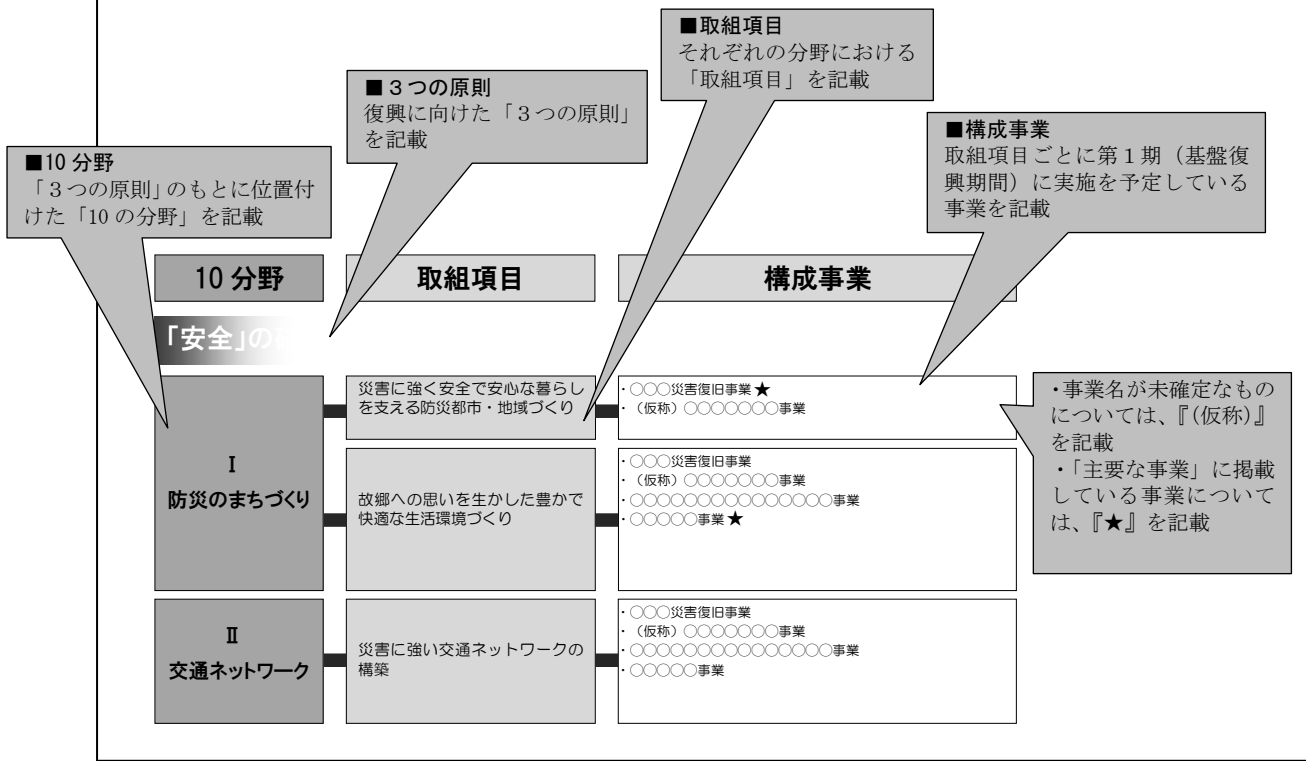 ■取組項目
それぞれの分野における
「取組項目」を記載
■３つの原則
復興に向けた「３つの原則」
を記載
■構成事業
取組項目ごとに第１期（基盤復
興期間）に実施を予定している
事業を記載
■10 分野
「３つの原則」のもとに位置付
けた「10 の分野」を記載
10 分野
取組項目
構成事業
「安全」の
Ⅰ
防災のまちづくり
災害に強く安全で安心な暮らし
を支える防災都市・地域づくり
・○○○災害復旧事業★
・（仮称）○○○○○○○事業
・事業名が未確定なもの
については、『(仮称)』
を記載
・「主要な事業」に掲載
している事業につい​て
は、『★』を記載
故郷への思いを生かした豊かで
快適な生活環境づくり
・○○○災害復旧事業
・（仮称）○○○○○○○事業
・○○○○○○○○○○○○○○○事業
・○○○○○事業★
Ⅱ
交通ネットワーク
災害に強い交通ネットワークの
構築
・○○○災害復旧事業
・（仮称）○○○○○○○事業
・○○○○○○○○○○○○○○○事業
・○○○○○事業